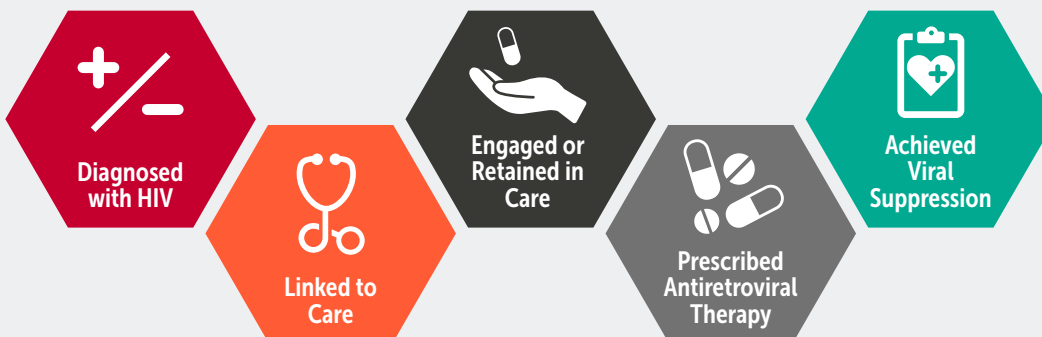 Diagnosed
with HIV
Linked to
Care
Engaged or
Retained in
Care
Prescribed
Antiretroviral
Therapy
Achieved
Viral
Suppression